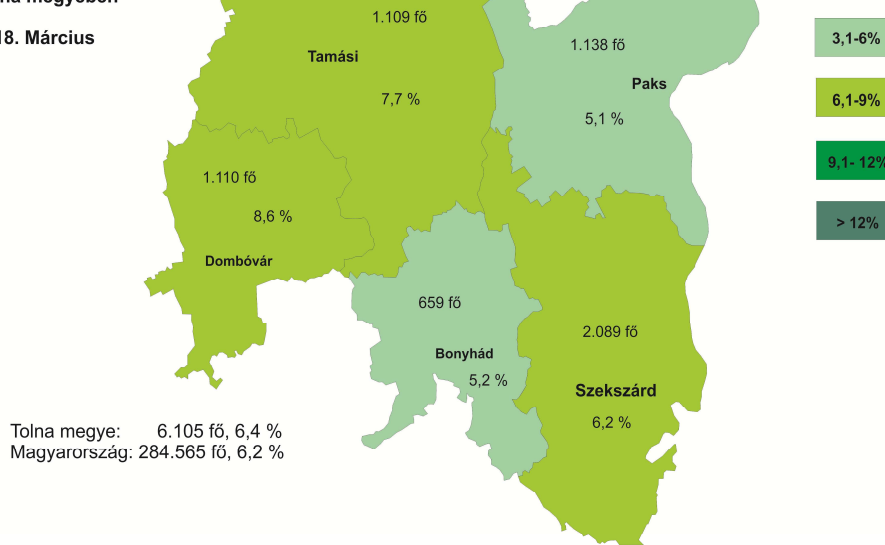 megyében
18. Március
1.109 fő
Tamási
7,7 %
1.138 fő
Paks
5,1 %
3,1-6%
6,1-9%
9,1- 12%
> 12%
1.110 fő
8,6 %
Dombóvár
659 fő
Bonyhád
5,2 %
2.089 fő
Szekszárd
6,2 %
Tolna megye: 6.105 fő, 6,4 %
Magyarország: 284.565 fő, 6,2 %